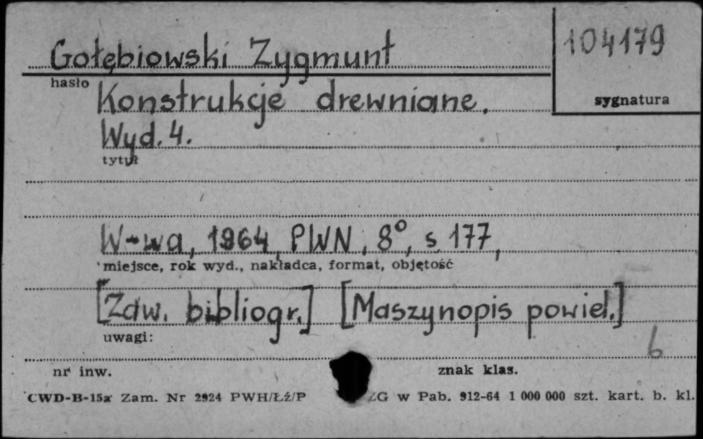 Gołębiowski Zygmunt
104179
hasło
sygnatura
Konstrukcje drewniane.
Wyd. 4.
tytuł
W-wa, 1964, PWN, 8°, s 177,
miejsce, rok wyd., nakładca, format, objętość
[Zaw. bibliogr.] [Maszynopis powiel.]
uwagi:
6
nr inw.
znak klas.
CWD-B-15a Zam. Nr 2924 PWH/Łź/P ZG w Pab. 912-64 1 000 000 szt. kart. b. kl.